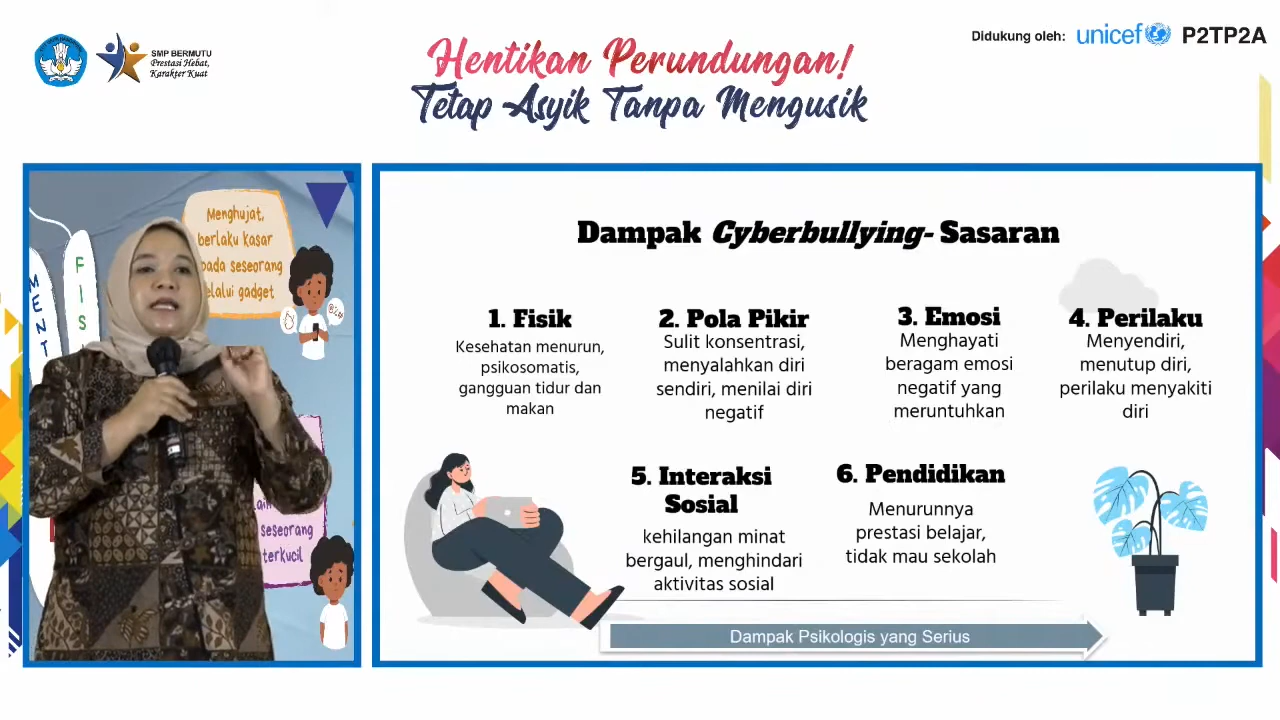 SMP BERMUTU
Prestasi Hebat,
Karakter Kuat
Hentikan Perundungan!
Tetap Asyik Tanpa Mengusik
Didukung oleh:
unicef
P2TP2A
MENT
FIS
Menghujat,
berlaku kasar
pada seseorang
elalui gadget
lain
seseorang
terkucil
Dampak Cyberbullying- Sasaran
1. Fisik
Kesehatan menurun,
psikosomatis,
gangguan tidur dan
makan
2. Pola Pikir
Sulit konsentrasi,
menyalahkan diri
sendiri, menilai diri
negatif
3. Emosi
Menghayati
beragam emosi
negatif yang
meruntuhkan
4. Perilaku
Menyendiri,
menutup diri,
perilaku menyakiti
diri
5. Interaksi
Sosial
kehilangan minat
bergaul, menghindari
aktivitas sosial
6. Pendidikan
Menurunnya
prestasi belajar,
tidak mau sekolah
Dampak Psikologis yang Serius